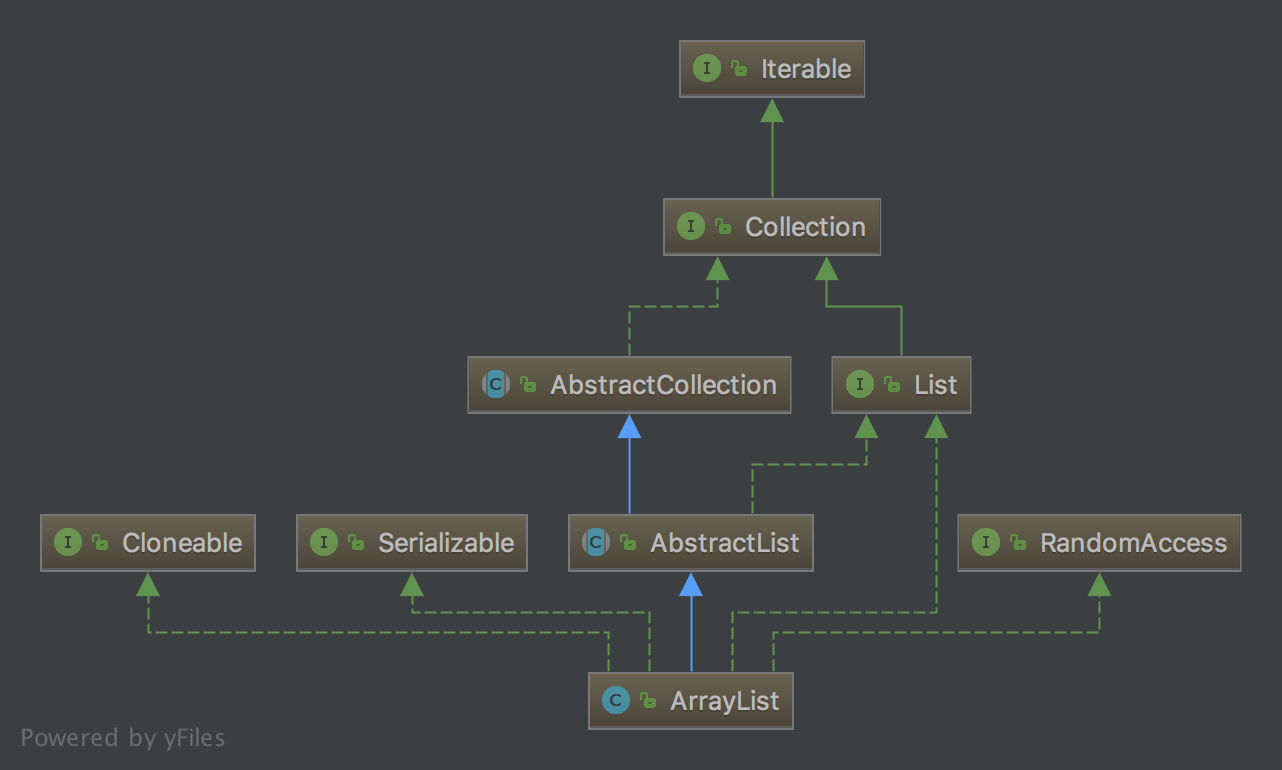 I Iterable
I Collection
C AbstractCollection
I List
I Cloneable
I Serializable
C AbstractList
I RandomAccess
C ArrayList
Powered by yFiles